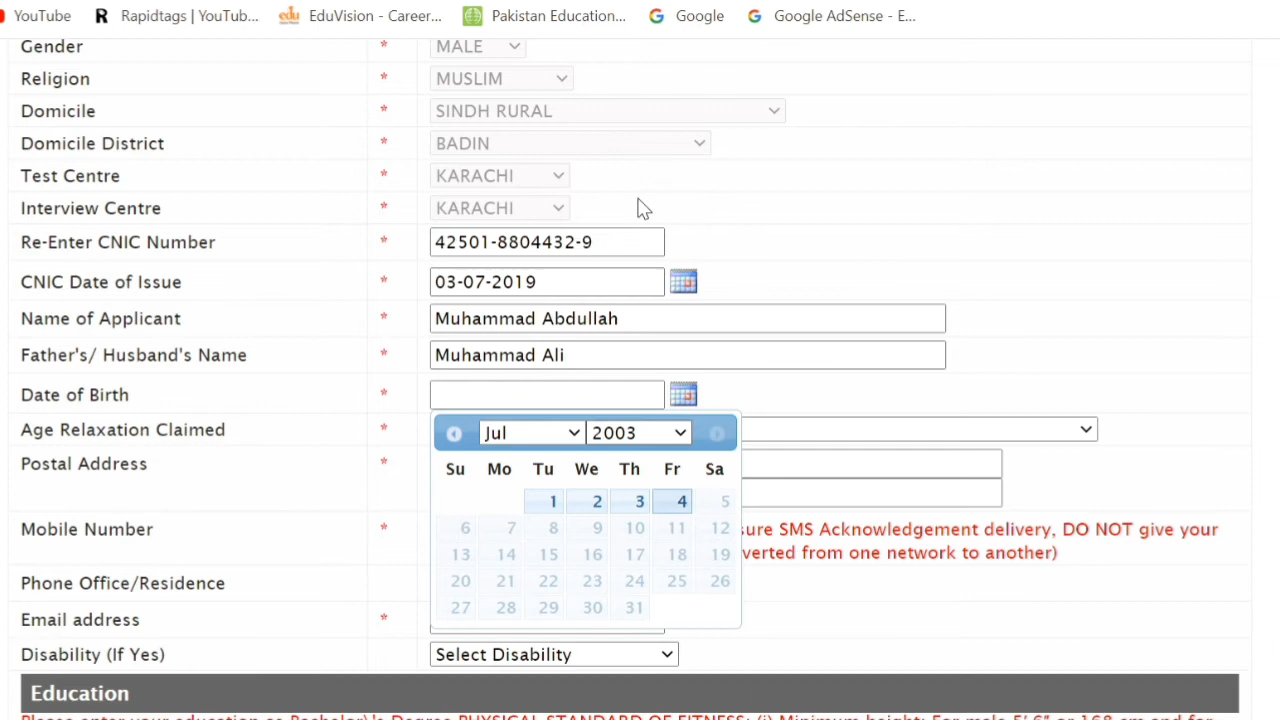 YouTube R Rapidtags | YouTub... edu EduVision - Career... Pakistan Education... G Google G Google AdSense - E...
Gender * MALE
Religion * MUSLIM
Domicile * SINDH RURAL
Domicile District * BADIN
Test Centre * KARACHI
Interview Centre * KARACHI
Re-Enter CNIC Number * 42501-8804432-9
CNIC Date of Issue * 03-07-2019
Name of Applicant * Muhammad Abdullah
Father's/ Husband's Name * Muhammad Ali
Date of Birth *
Age Relaxation Claimed * Jul 2003
Postal Address * Su Mo Tu We Th Fr Sa
1 2 3 4 5
Mobile Number * 6 7 8 9 10 11 12 sure SMS Acknowledgement delivery, DO NOT give your
13 14 15 16 17 18 19 verted from one network to another)
Phone Office/Residence 20 21 22 23 24 25 26
Email address * 27 28 29 30 31
Disability (If Yes) Select Disability
Education